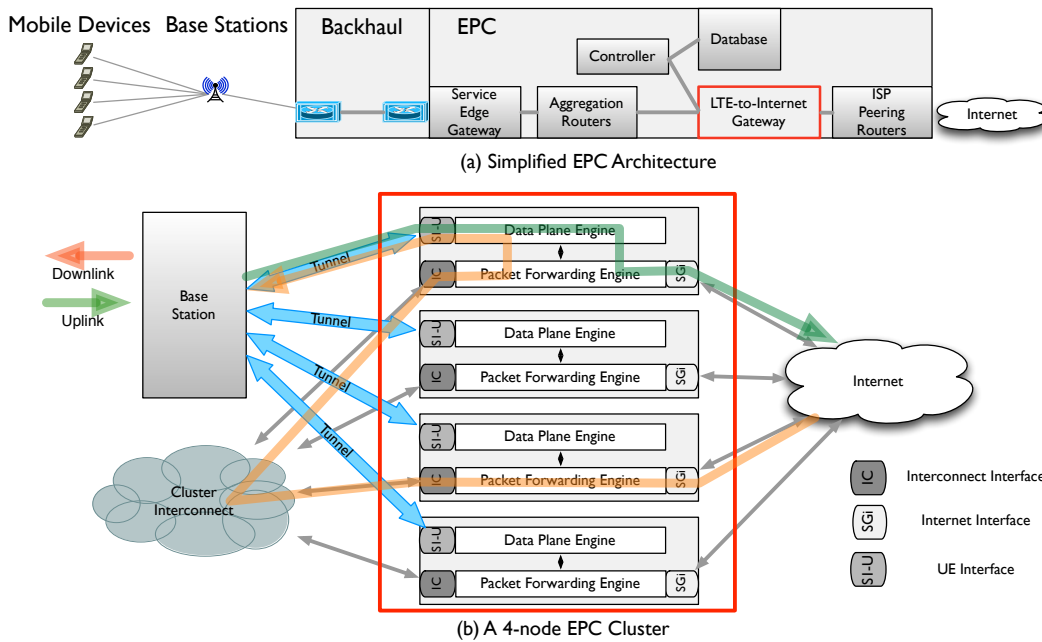 Mobile Devices
Base Stations
Backhaul
EPC
Controller
Database
Service
Edge
Gateway
Aggregation
Routers
LTE-to-Internet
Gateway
ISP
Peering
Routers
Internet
(a) Simplified EPC Architecture
Downlink
Uplink
Base
Station
Tunnel
Tunnel
Tunnel
Tunnel
S1-U
Data Plane Engine
IC
Packet Forwarding Engine
SGi
S1-U
Data Plane Engine
IC
Packet Forwarding Engine
SGi
S1-U
Data Plane Engine
IC
Packet Forwarding Engine
SGi
S1-U
Data Plane Engine
IC
Packet Forwarding Engine
SGi
Internet
Cluster
Interconnect
IC
Interconnect Interface
SGi
Internet Interface
S1-U
UE Interface
(b) A 4-node EPC Cluster